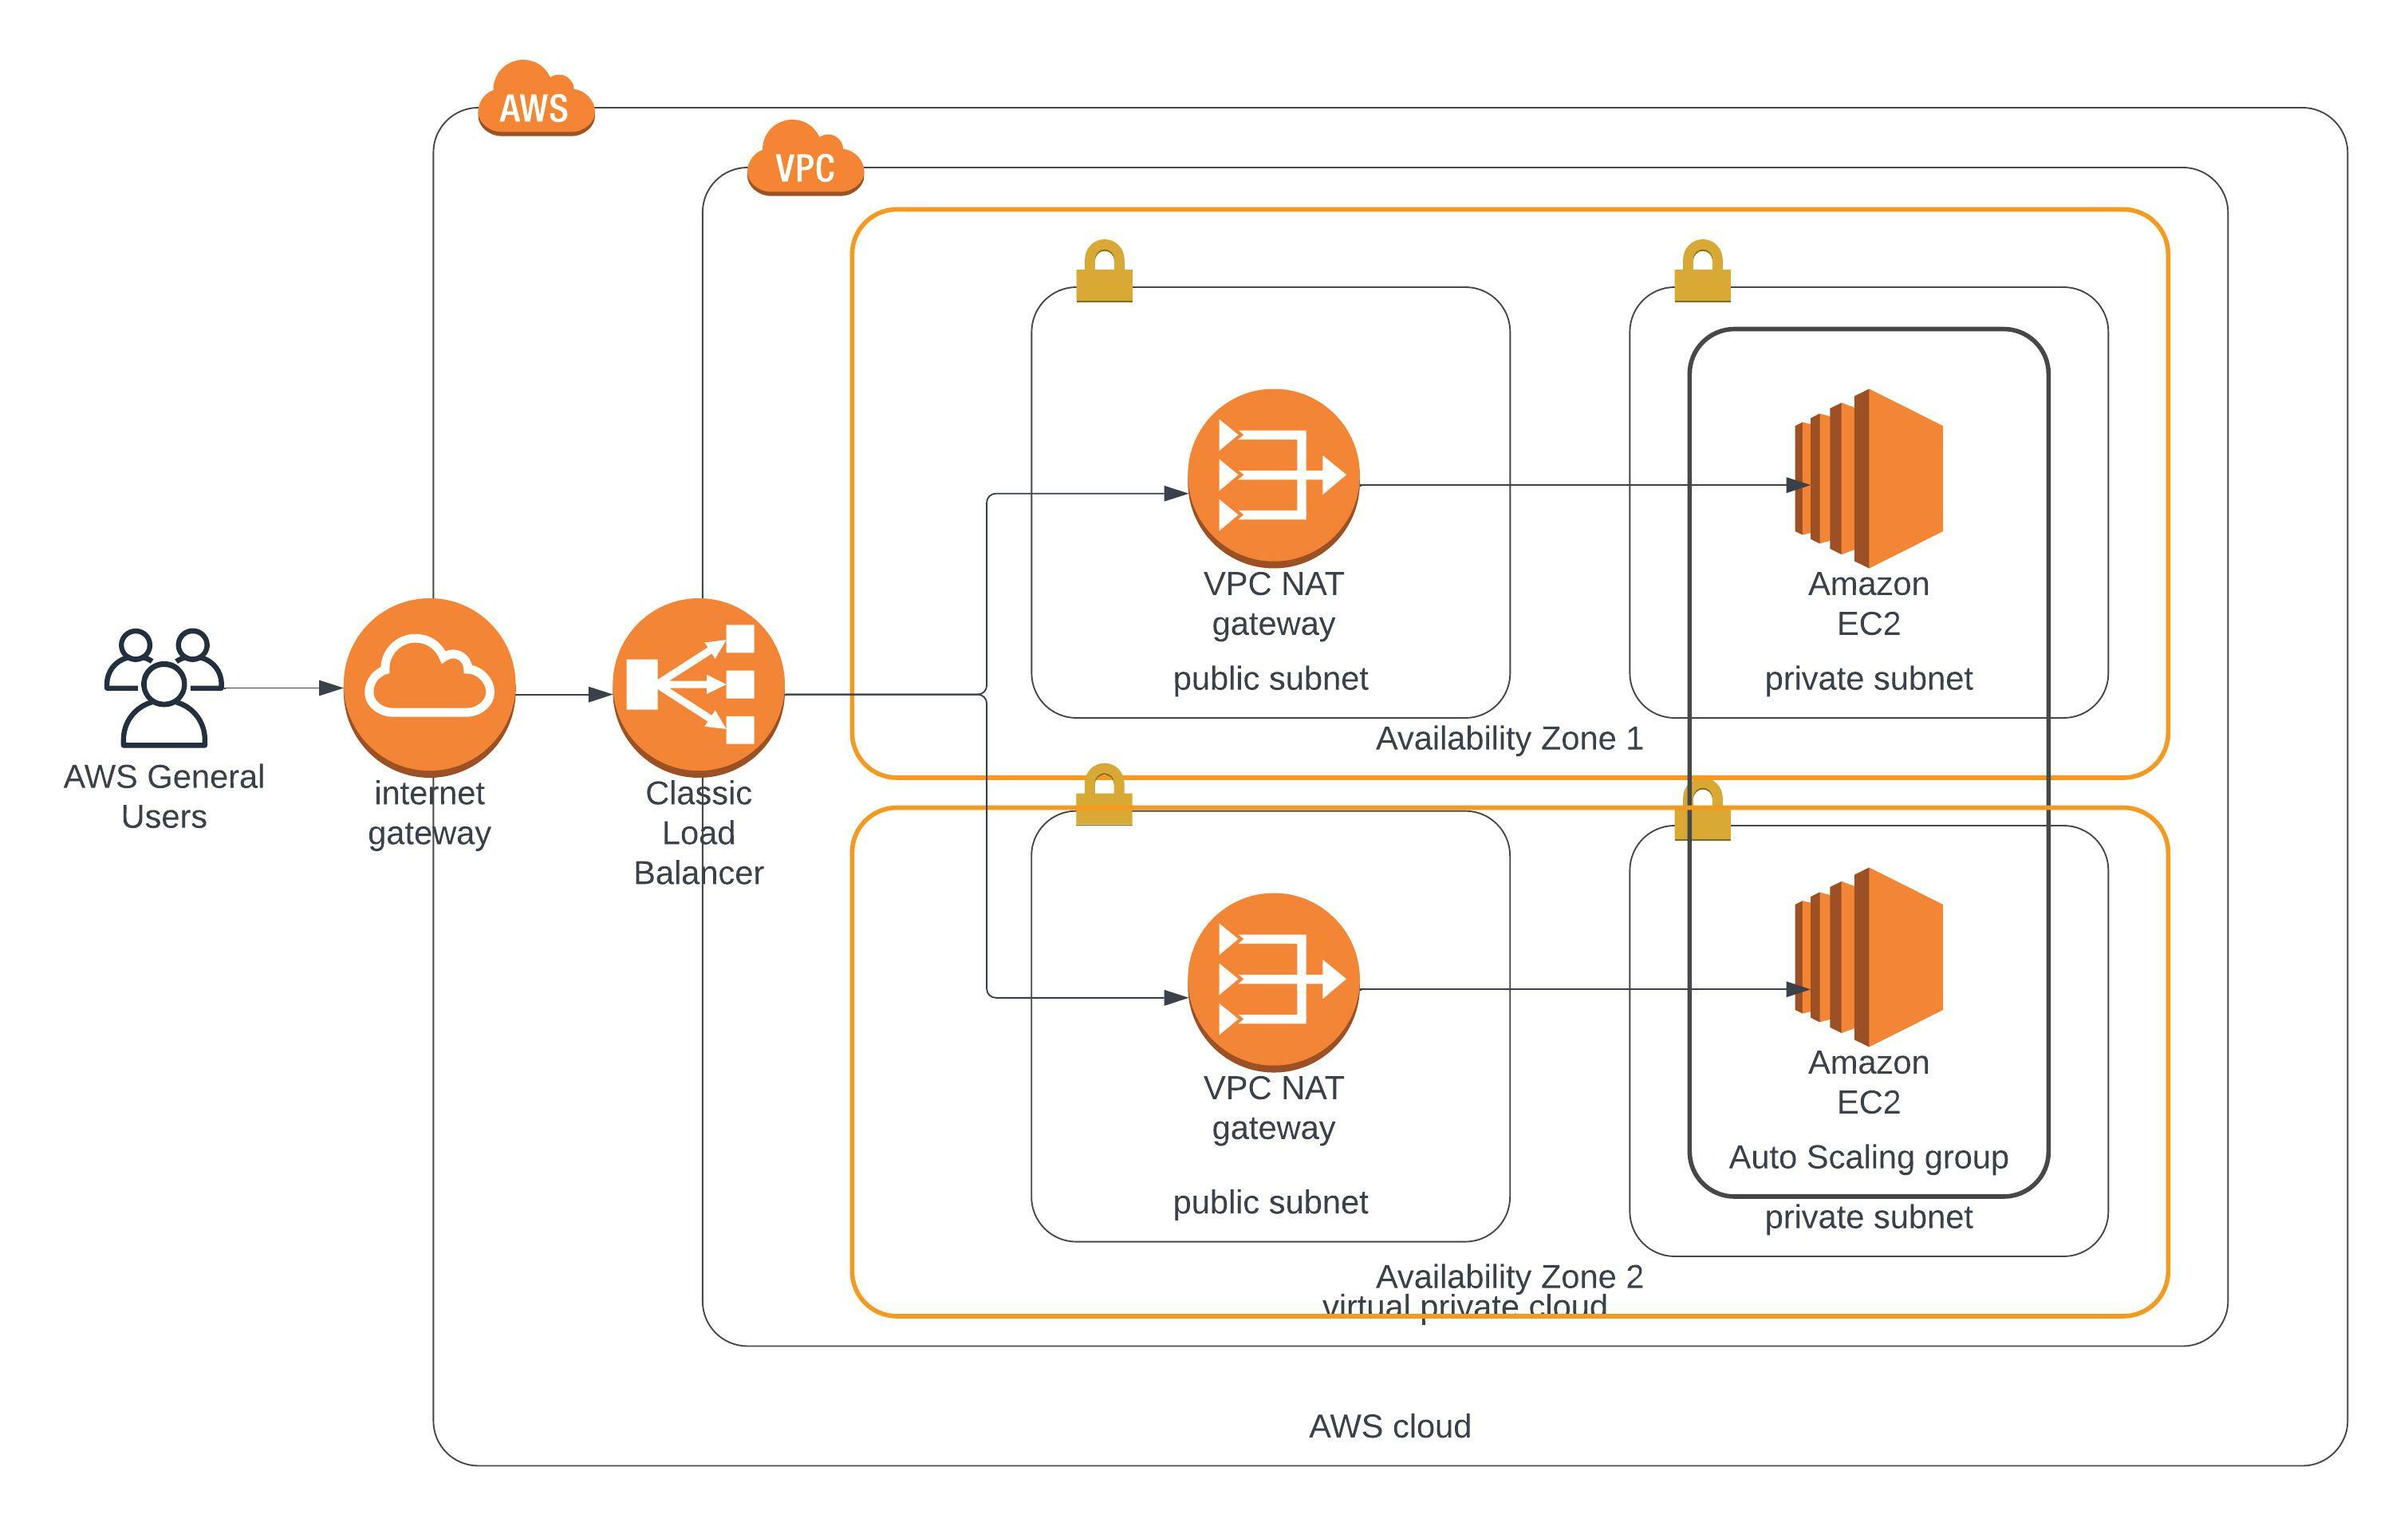 AWS
VPC
VPC NAT
gateway
public subnet
Amazon
EC2
private subnet
Availability Zone 1
AWS General
Users
internet
gateway
Classic
Load
Balancer
VPC NAT
gateway
public subnet
Amazon
EC2
Auto Scaling group
private subnet
Availability Zone 2
virtual private cloud
AWS cloud